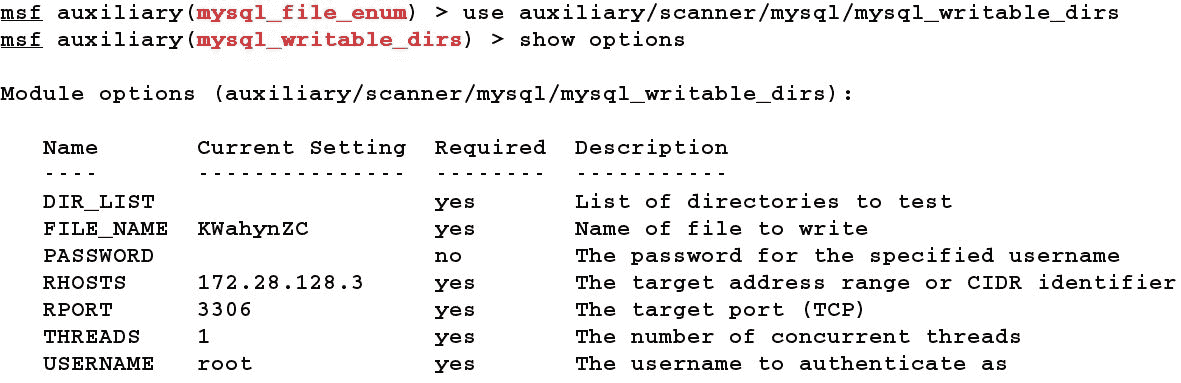 msf auxiliary(mysql_file_enum) > use auxiliary/scanner/mysql/mysql_writable_dirs
msf auxiliary(mysql_writable_dirs) > show options
Module options (auxiliary/scanner/mysql/mysql_writable_dirs):
Name Current Setting Required Description
---- --------------- -------- -----------
DIR_LIST yes List of directories to test
FILE_NAME KWahynZC yes Name of file to write
PASSWORD no The password for the specified username
RHOSTS 172.28.128.3 yes The target address range or CIDR identifier
RPORT 3306 yes The target port (TCP)
THREADS 1 yes The number of concurrent threads
USERNAME root yes The username to authenticate as